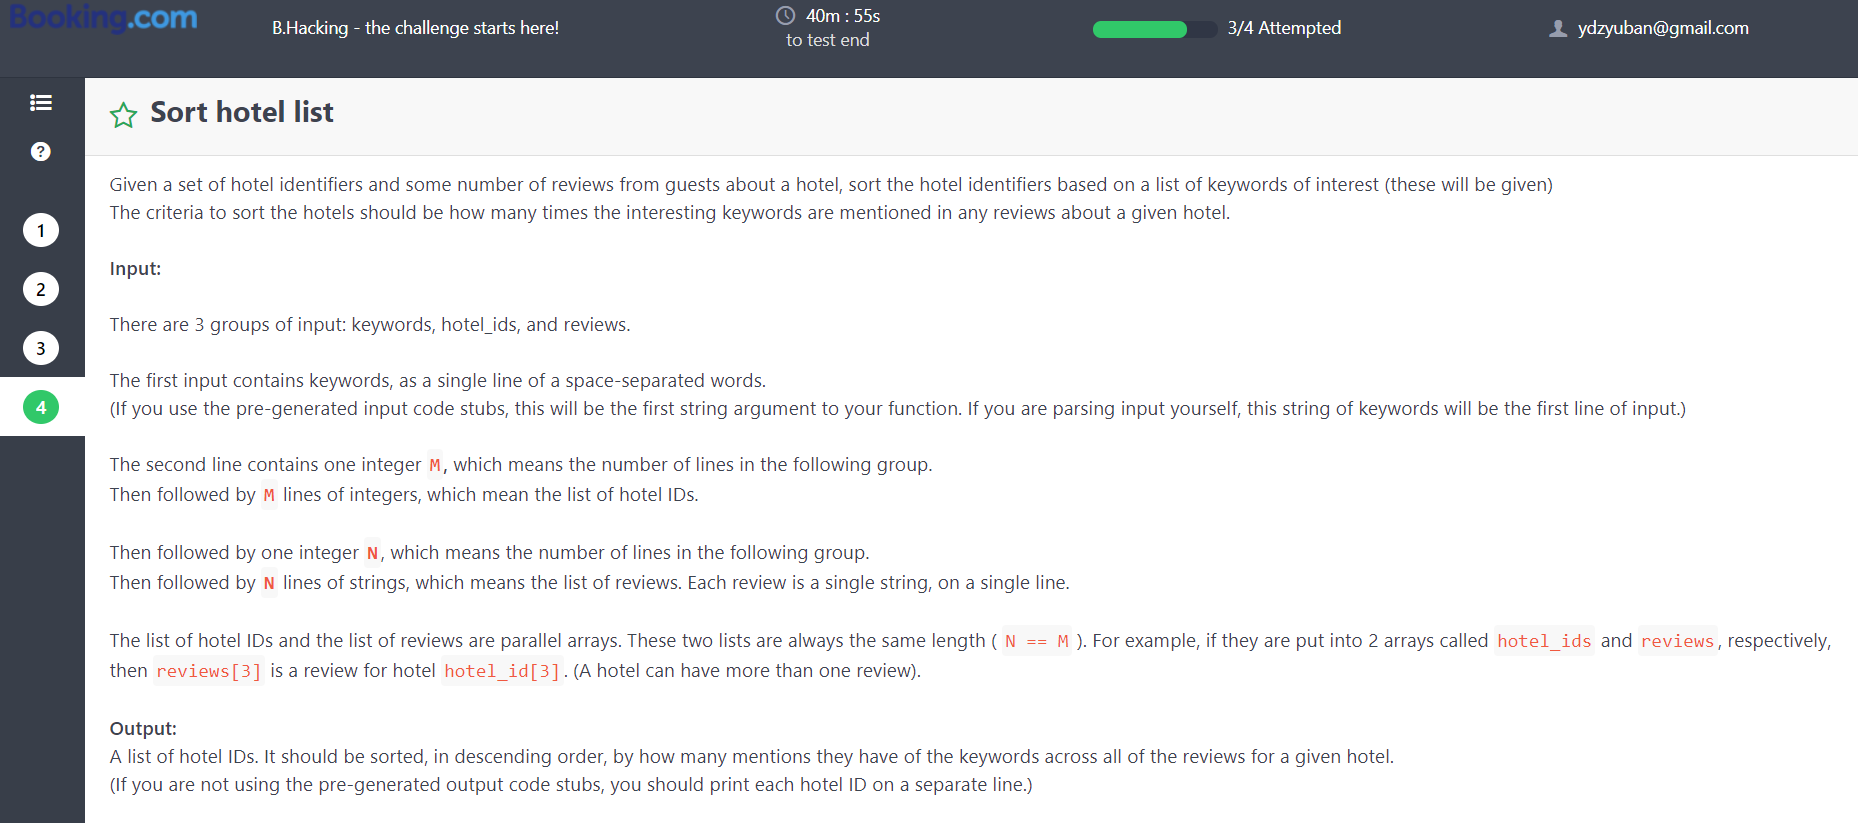 Booking.com
B.Hacking - the challenge starts here!
40m : 55s
to test end
3/4 Attempted
ydzyuban@gmail.com
?
1
2
3
4
Sort hotel list
Given a set of hotel identifiers and some number of reviews from guests about a hotel, sort the hotel identifiers based on a list of keywords of interest (these will be given)
The criteria to sort the hotels should be how many times the interesting keywords are mentioned in any reviews about a given hotel.
Input:
There are 3 groups of input: keywords, hotel_ids, and reviews.
The first input contains keywords, as a single line of a space-separated words.
(If you use the pre-generated input code stubs, this will be the first string argument to your function. If you are parsing input yourself, this string of keywords will be the first line of input.)
The second line contains one integer M, which means the number of lines in the following group.
Then followed by M lines of integers, which mean the list of hotel IDs.
Then followed by one integer N, which means the number of lines in the following group.
Then followed by N lines of strings, which means the list of reviews. Each review is a single string, on a single line.
The list of hotel IDs and the list of reviews are parallel arrays. These two lists are always the same length ( N == M ). For example, if they are put into 2 arrays called hotel_ids and reviews, respectively,
then reviews[3] is a review for hotel hotel_id[3]. (A hotel can have more than one review).
Output:
A list of hotel IDs. It should be sorted, in descending order, by how many mentions they have of the keywords across all of the reviews for a given hotel.
(If you are not using the pre-generated output code stubs, you should print each hotel ID on a separate line.)